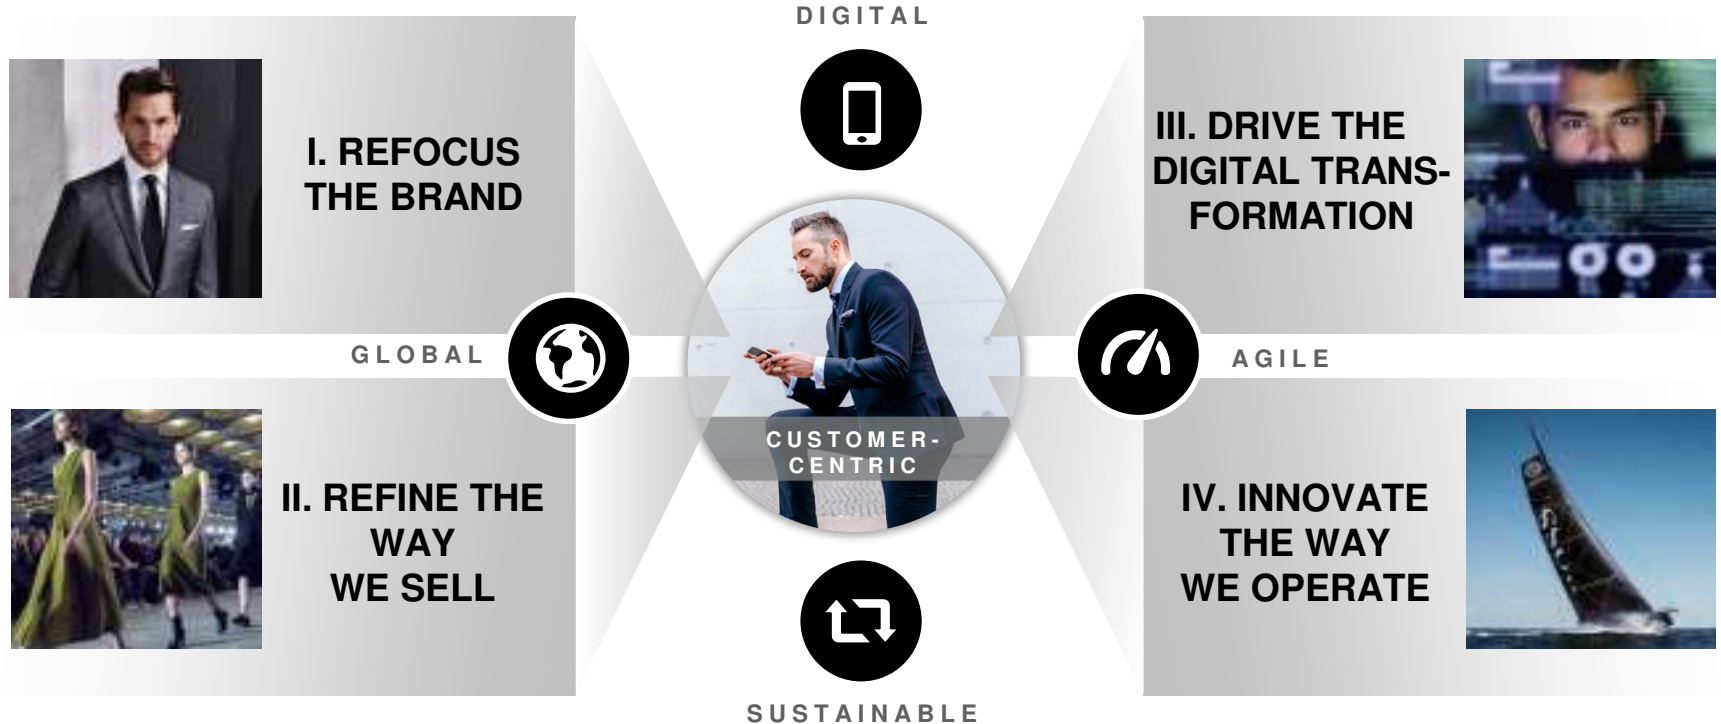 DIGITAL
I. REFOCUS
THE BRAND
III. DRIVE THE
DIGITAL TRANS-
FORMATION
GLOBAL
AGILE
CUSTOMER-
CENTRIC
II. REFINE THE
WAY
WE SELL
IV. INNOVATE
THE WAY
WE OPERATE
SUSTAINABLE